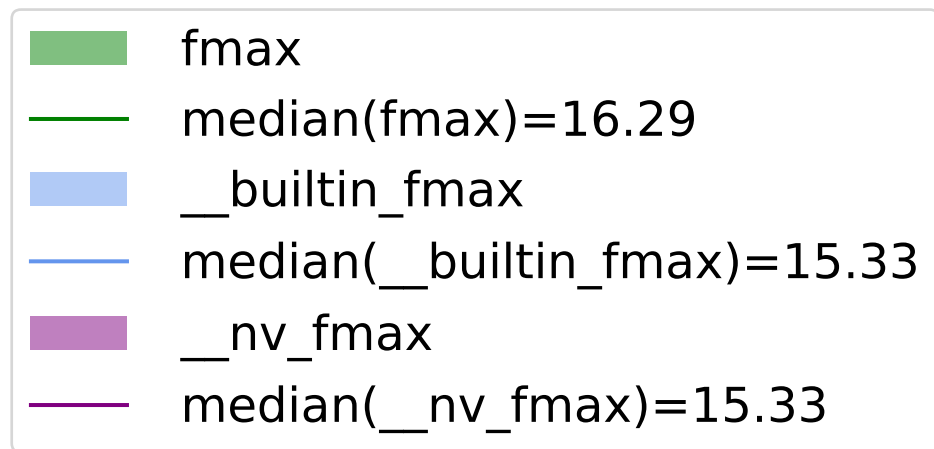 fmax
median(fmax)=16.29
__builtin_fmax
median(__builtin_fmax)=15.33
__nv_fmax
median(__nv_fmax)=15.33